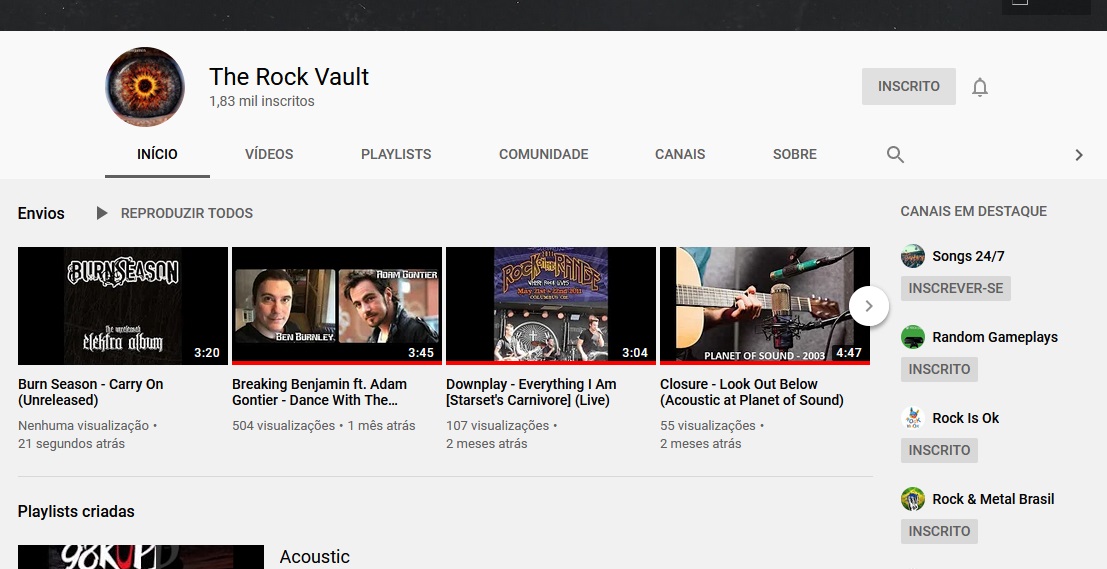 The Rock Vault
1,83 mil inscritos
INSCRITO
INÍCIO
VÍDEOS
PLAYLISTS
COMUNIDADE
CANAIS
SOBRE
Envios
REPRODUZIR TODOS
BURNSEASON
the unreleased
elektra album
3:20
ADAM GONTIER
BEN BURNLEY
3:45
ROCK ON THE RANGE
WHERE ROCK LIVES
May 21st & 22nd 2011
COLUMBUS OH
3:04
PLANET OF SOUND - 2003
4:47
Burn Season - Carry On
(Unreleased)
Nenhuma visualização •
21 segundos atrás
Breaking Benjamin ft. Adam
Gontier - Dance With The...
504 visualizações • 1 mês atrás
Downplay - Everything I Am
[Starset's Carnivore] (Live)
107 visualizações •
2 meses atrás
Closure - Look Out Below
(Acoustic at Planet of Sound)
55 visualizações •
2 meses atrás
CANAIS EM DESTAQUE
Songs 24/7
INSCREVER-SE
Random Gameplays
INSCRITO
Rock Is Ok
INSCRITO
Rock & Metal Brasil
INSCRITO
Playlists criadas
Acoustic